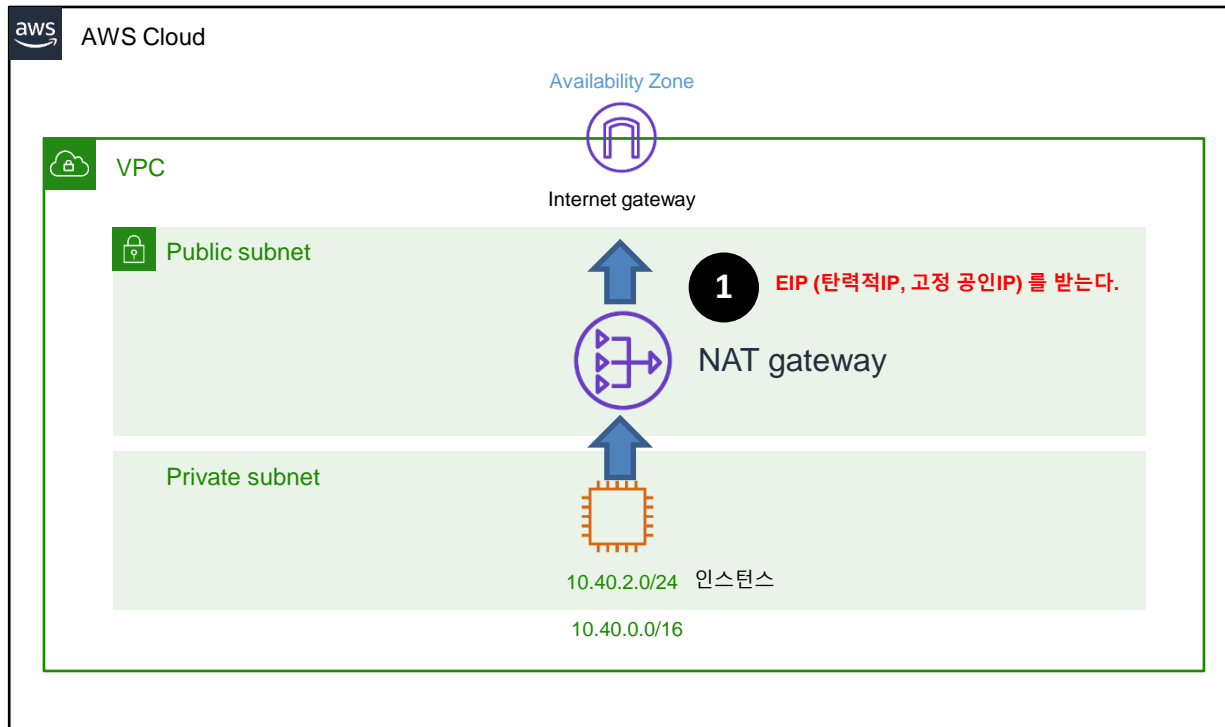 aws
AWS Cloud
Availability Zone
VPC
Internet gateway
Public subnet
1
EIP (탄력적IP, 고정 공인IP) 를 받는다.
NAT gateway
Private subnet
10.40.2.0/24 인스턴스
10.40.0.0/16